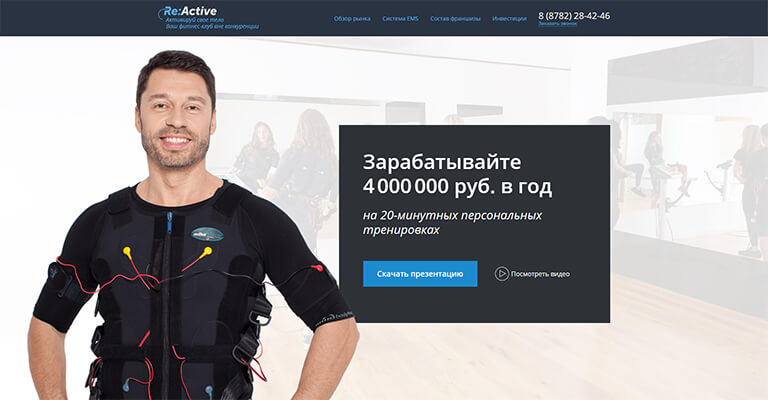 Re:Active
Активируй свое тело
Ваш фитнес-клуб вне конкуренции
Обзор рынка
Система EMS
Состав франшизы
Инвестиции
8 (8782) 28-42-46
Заказать звонок
Зарабатывайте
4 000 000 руб. в год
на 20-минутных персональных
тренировках
Скачать презентацию
Посмотреть видео